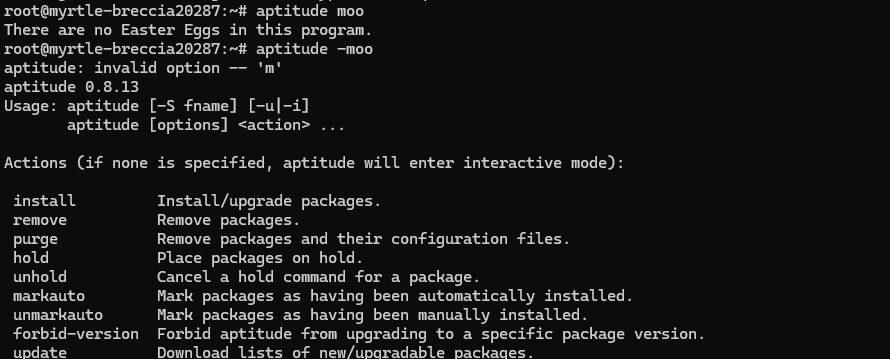 root@myrtle-breccia20287:~# aptitude moo
There are no Easter Eggs in this program.
root@myrtle-breccia20287:~# aptitude -moo
aptitude: invalid option -- 'm'
aptitude 0.8.13
Usage: aptitude [-S fname] [-u|-i]
       aptitude [options] <action> ...

Actions (if none is specified, aptitude will enter interactive mode):

 install         Install/upgrade packages.
 remove          Remove packages.
 purge           Remove packages and their configuration files.
 hold            Place packages on hold.
 unhold          Cancel a hold command for a package.
 markauto        Mark packages as having been automatically installed.
 unmarkauto      Mark packages as having been manually installed.
 forbid-version  Forbid aptitude from upgrading to a specific package version.
 update          Download lists of new/upgradable packages.